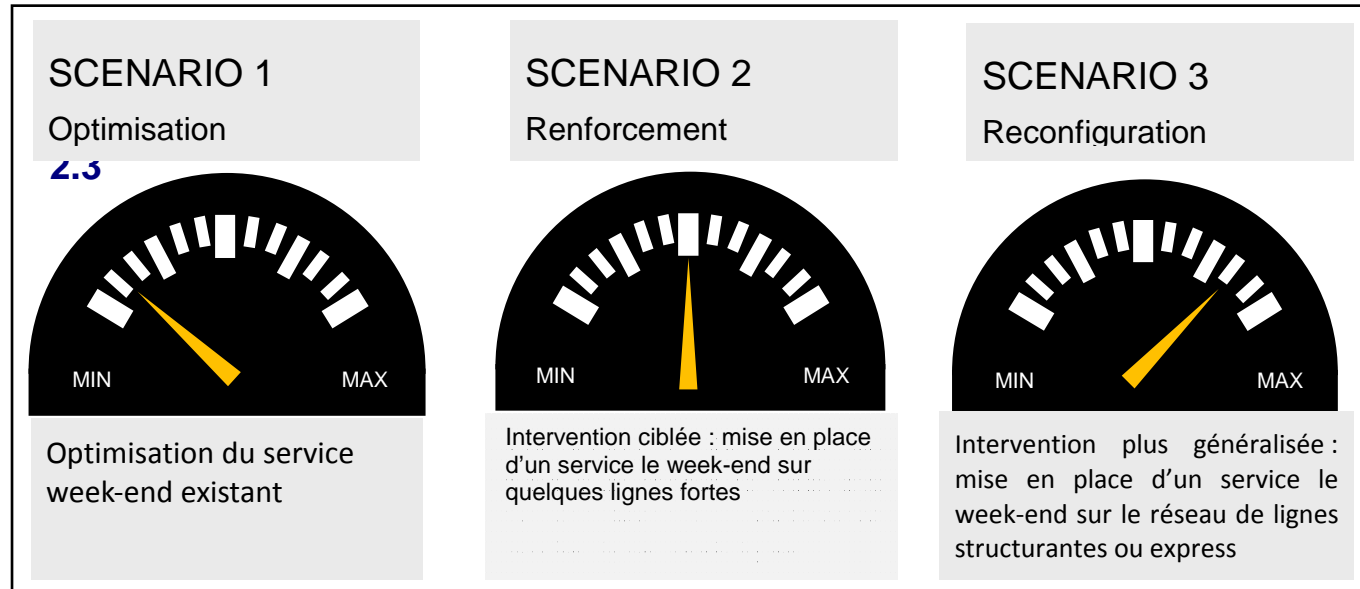 SCENARIO 1
Optimisation
2.3
MIN
MAX
Optimisation du service
week-end existant
SCENARIO 2
Renforcement
MIN
MAX
Intervention ciblée : mise en place
d’un service le week-end sur
quelques lignes fortes
SCENARIO 3
Reconfiguration
MIN
MAX
Intervention plus généralisée :
mise en place d’un service le
week-end sur le réseau de lignes
structurantes ou express